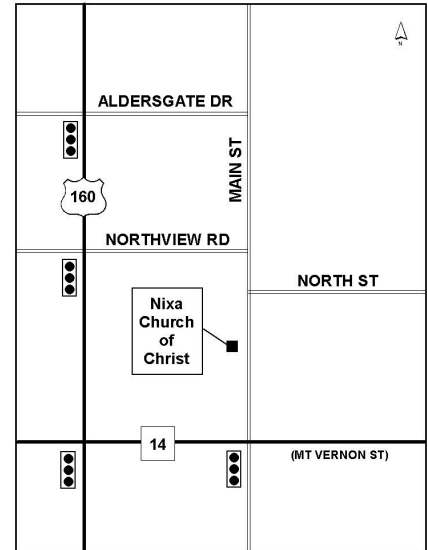 N
ALDERSGATE DR
MAIN ST
160
NORTHVIEW RD
NORTH ST
Nixa
Church
of
Christ
14
(MT VERNON ST)